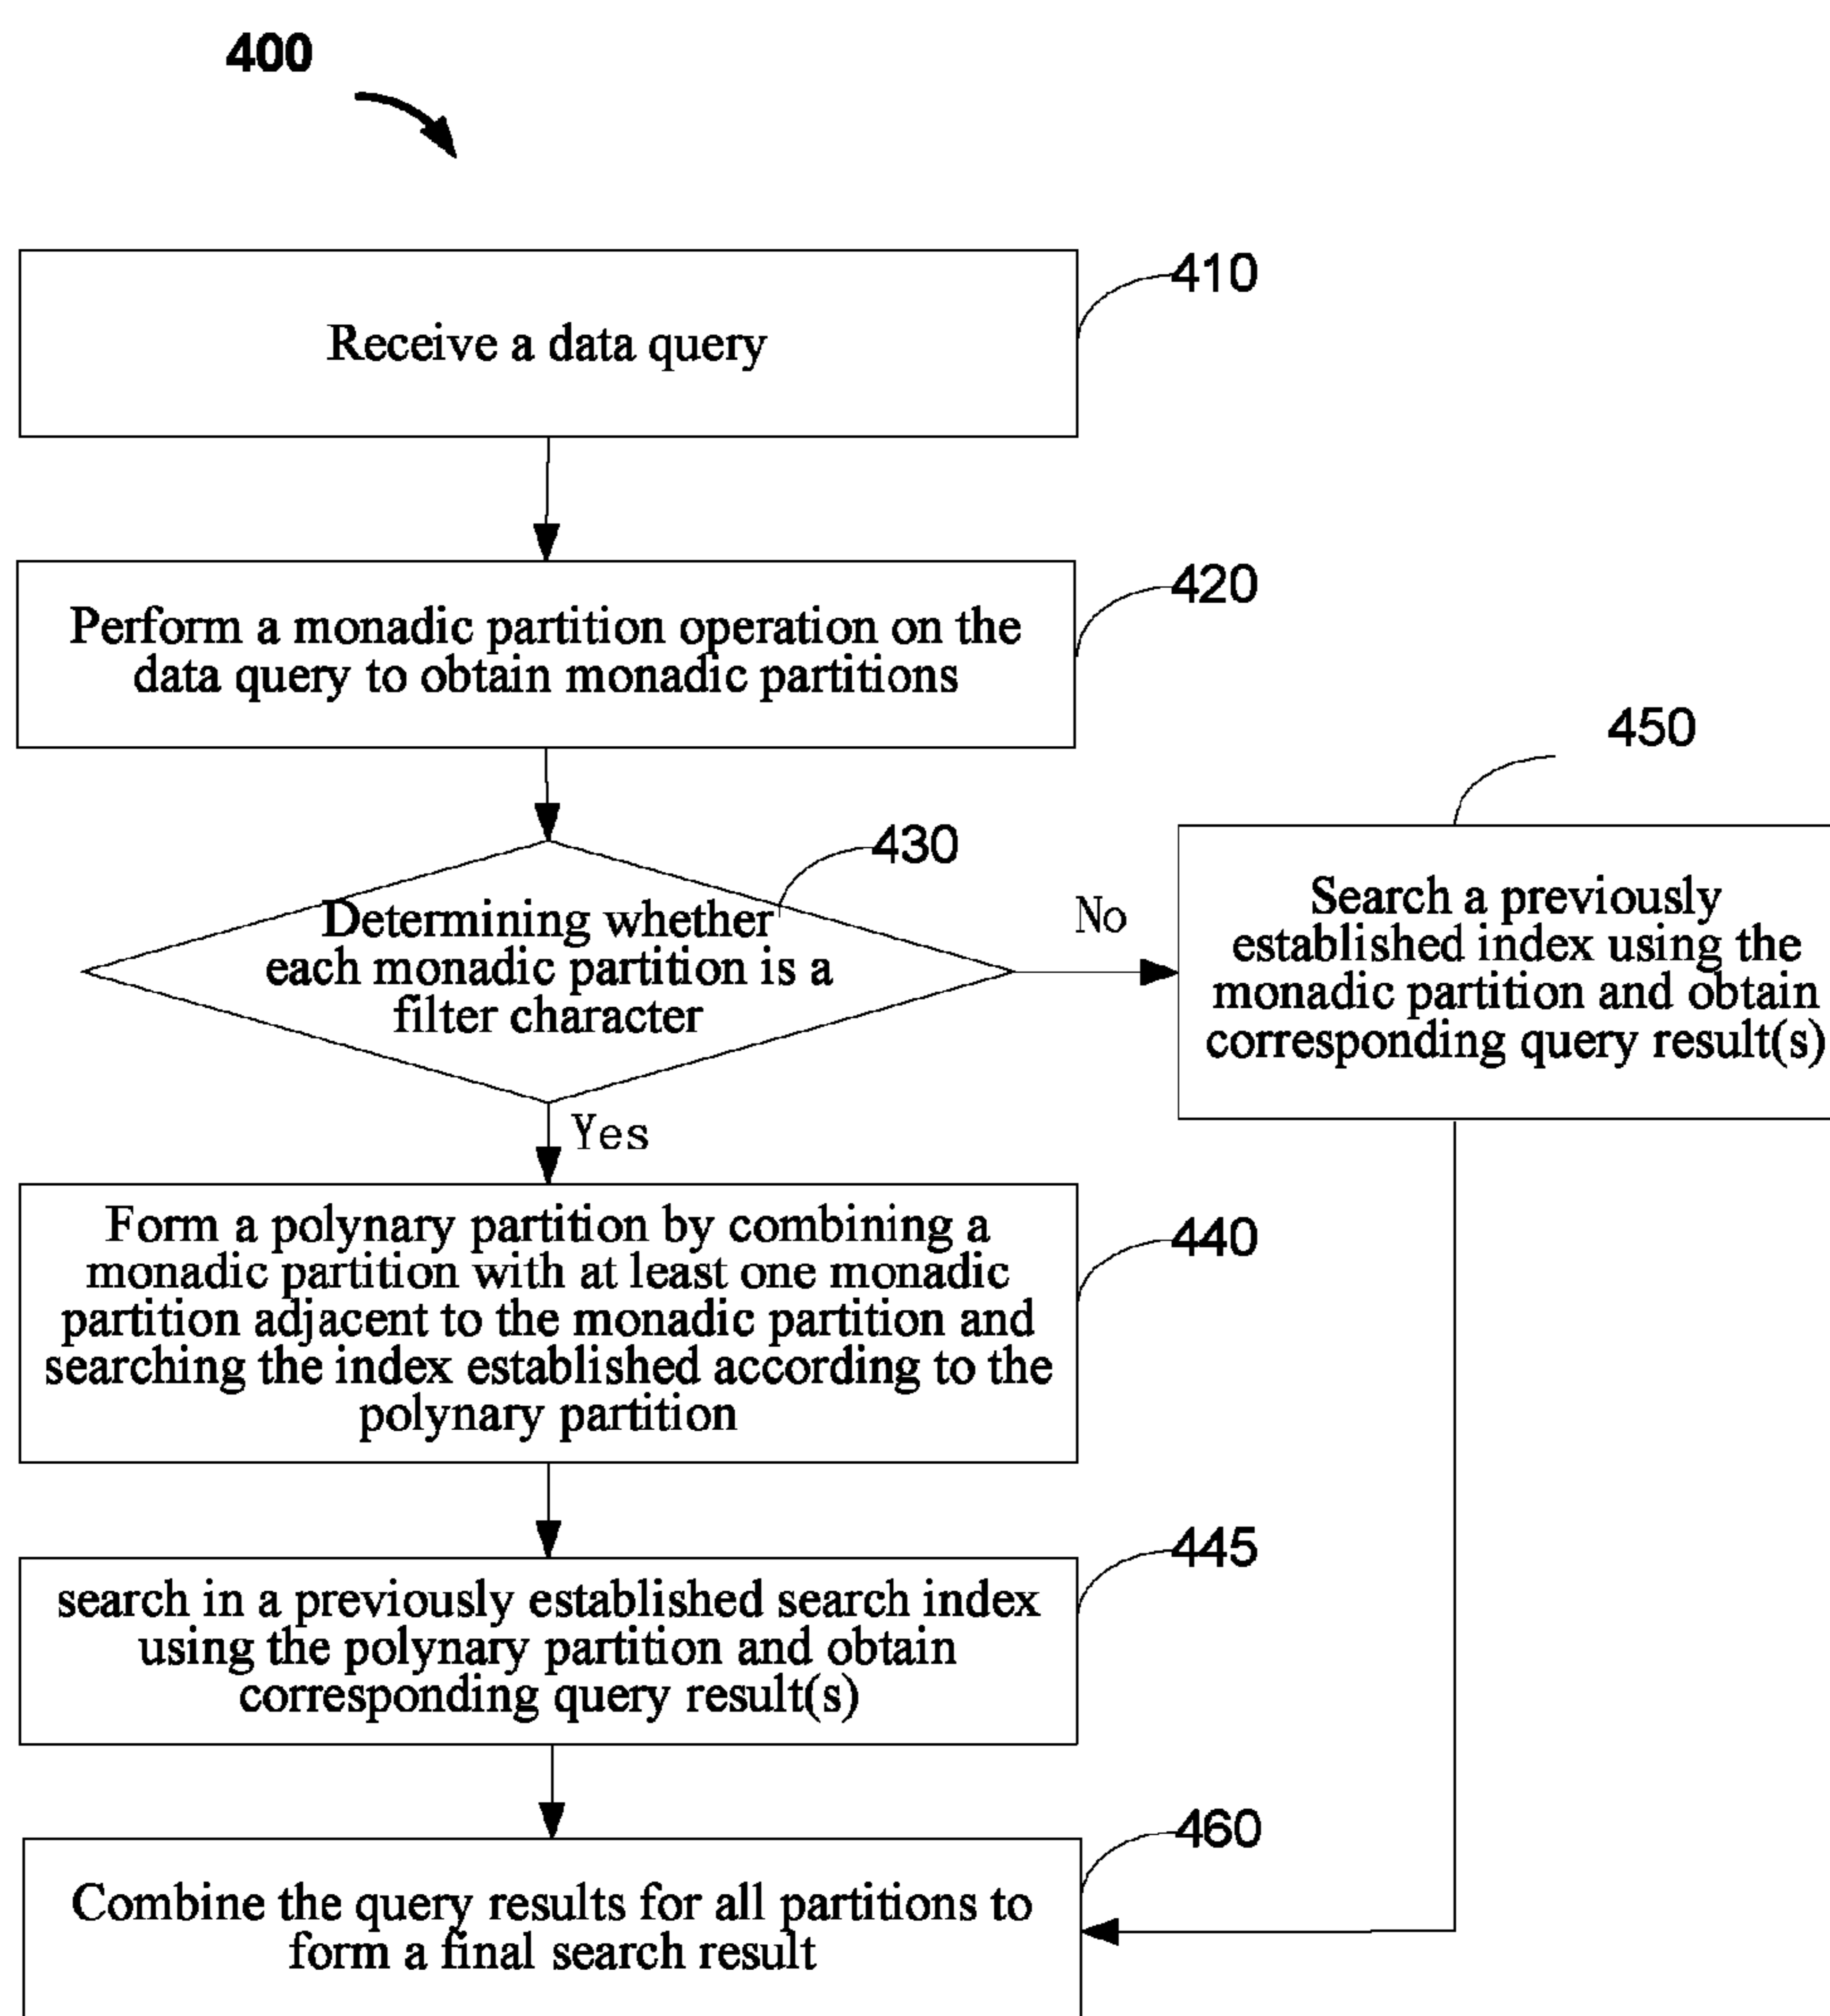 400
410
Receive a data query
420
Perform a monadic partition operation on the
data query to obtain monadic partitions
430
Determining whether
each monadic partition is a
filter character
No
Yes
450
Search a previously
established index using the
monadic partition and obtain
corresponding query result(s)
440
Form a polynary partition by combining a
monadic partition with at least one monadic
partition adjacent to the monadic partition and
searching the index established according to the
polynary partition
445
search in a previously established search index
using the polynary partition and obtain
corresponding query result(s)
460
Combine the query results for all partitions to
form a final search result